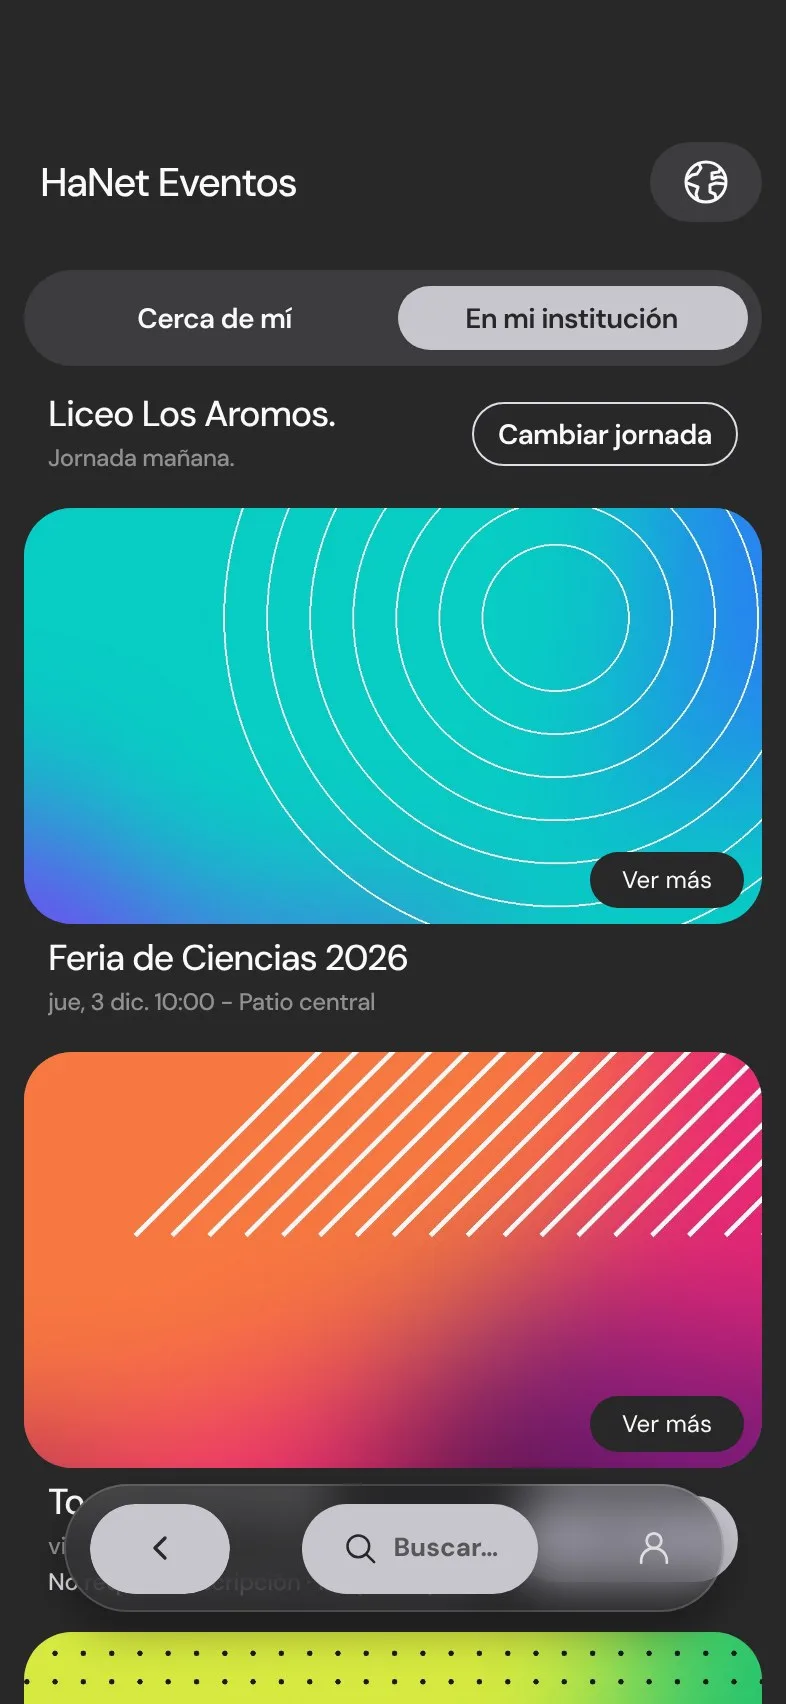 HaNet Eventos
Cerca de mí
En mi institución
Liceo Los Aromos.
Jornada mañana.
Cambiar jornada
Ver más
Feria de Ciencias 2026
jue, 3 dic. 10:00 – Patio central
Ver más
Buscar...
No